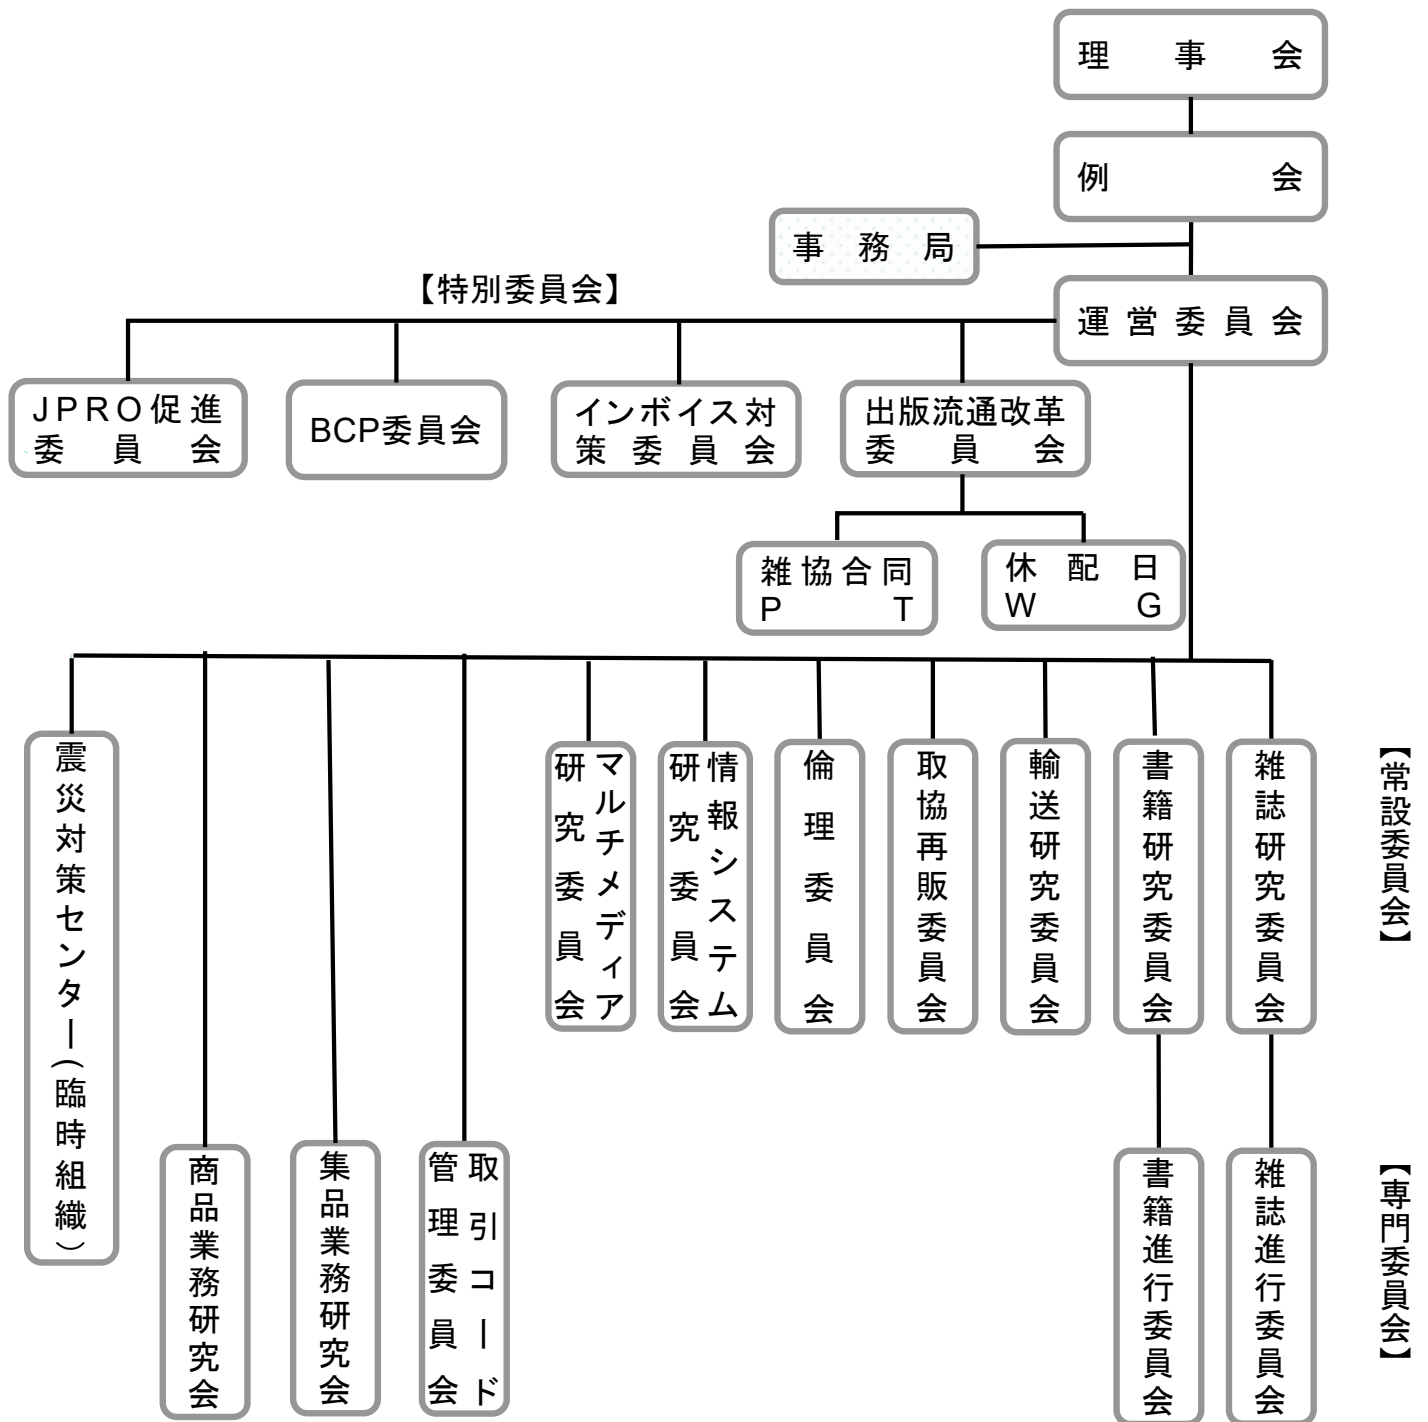 理事会
例会
事務局
【特別委員会】
運営委員会
JPRO促進
委員会
BCP委員会
インボイス対
策委員会
出版流通改革
委員会
雑協合同
PT
休配日
WG
【常設委員会】
雑誌研究委員会
書籍研究委員会
輸送研究委員会
取協再販委員会
倫理委員会
情報システム
研究委員会
マルチメディア
研究委員会
震災対策センター(臨時組織)
【専門委員会】
雑誌進行委員会
書籍進行委員会
取引コード
管理委員会
集品業務研究会
商品業務研究会